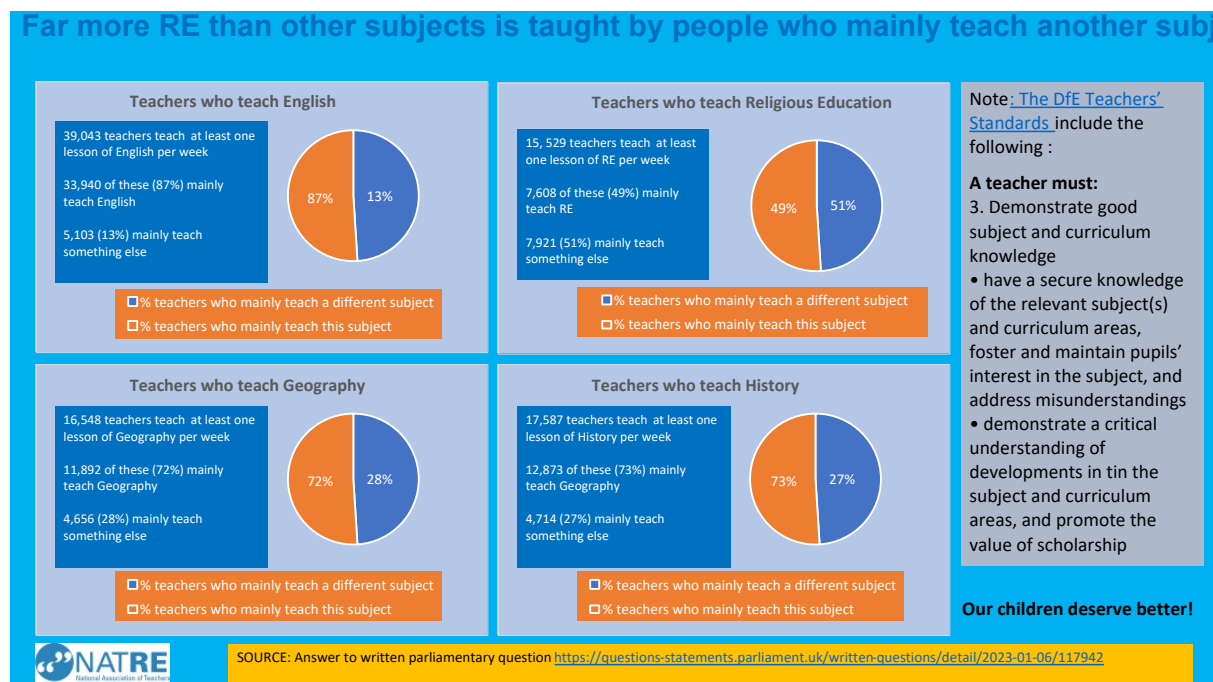 Far more RE than other subjects is taught by people who mainly teach another subj
Teachers who teach English
39,043 teachers teach at least one
lesson of English per week
33,940 of these (87%) mainly
teach English
5,103 (13%) mainly teach
something else
87%
13%
% teachers who mainly teach a different subject
% teachers who mainly teach this subject
Teachers who teach Religious Education
15, 529 teachers teach at least
one lesson of RE per week
7,608 of these (49%) mainly
teach RE
7,921 (51%) mainly teach
something else
49%
51%
% teachers who mainly teach a different subject
% teachers who mainly teach this subject
Teachers who teach Geography
16,548 teachers teach at least one
lesson of Geography per week
11,892 of these (72%) mainly
teach Geography
4,656 (28%) mainly teach
something else
72%
28%
% teachers who mainly teach a different subject
% teachers who mainly teach this subject
Teachers who teach History
17,587 teachers teach at least one
lesson of History per week
12,873 of these (73%) mainly
teach Geography
4,714 (27%) mainly teach
something else
73%
27%
% teachers who mainly teach a different subject
% teachers who mainly teach this subject
Note: The DfE Teachers'
Standards include the
following :
A teacher must:
3. Demonstrate good
subject and curriculum
knowledge
• have a secure knowledge
of the relevant subject(s)
and curriculum areas,
foster and maintain pupils'
interest in the subject, and
address misunderstandings
• demonstrate a critical
understanding of
developments in tin the
subject and curriculum
areas, and promote the
value of scholarship
Our children deserve better!
NATRE
National Association of Teachers
SOURCE: Answer to written parliamentary question https://questions-statements.parliament.uk/written-questions/detail/2023-01-06/117942